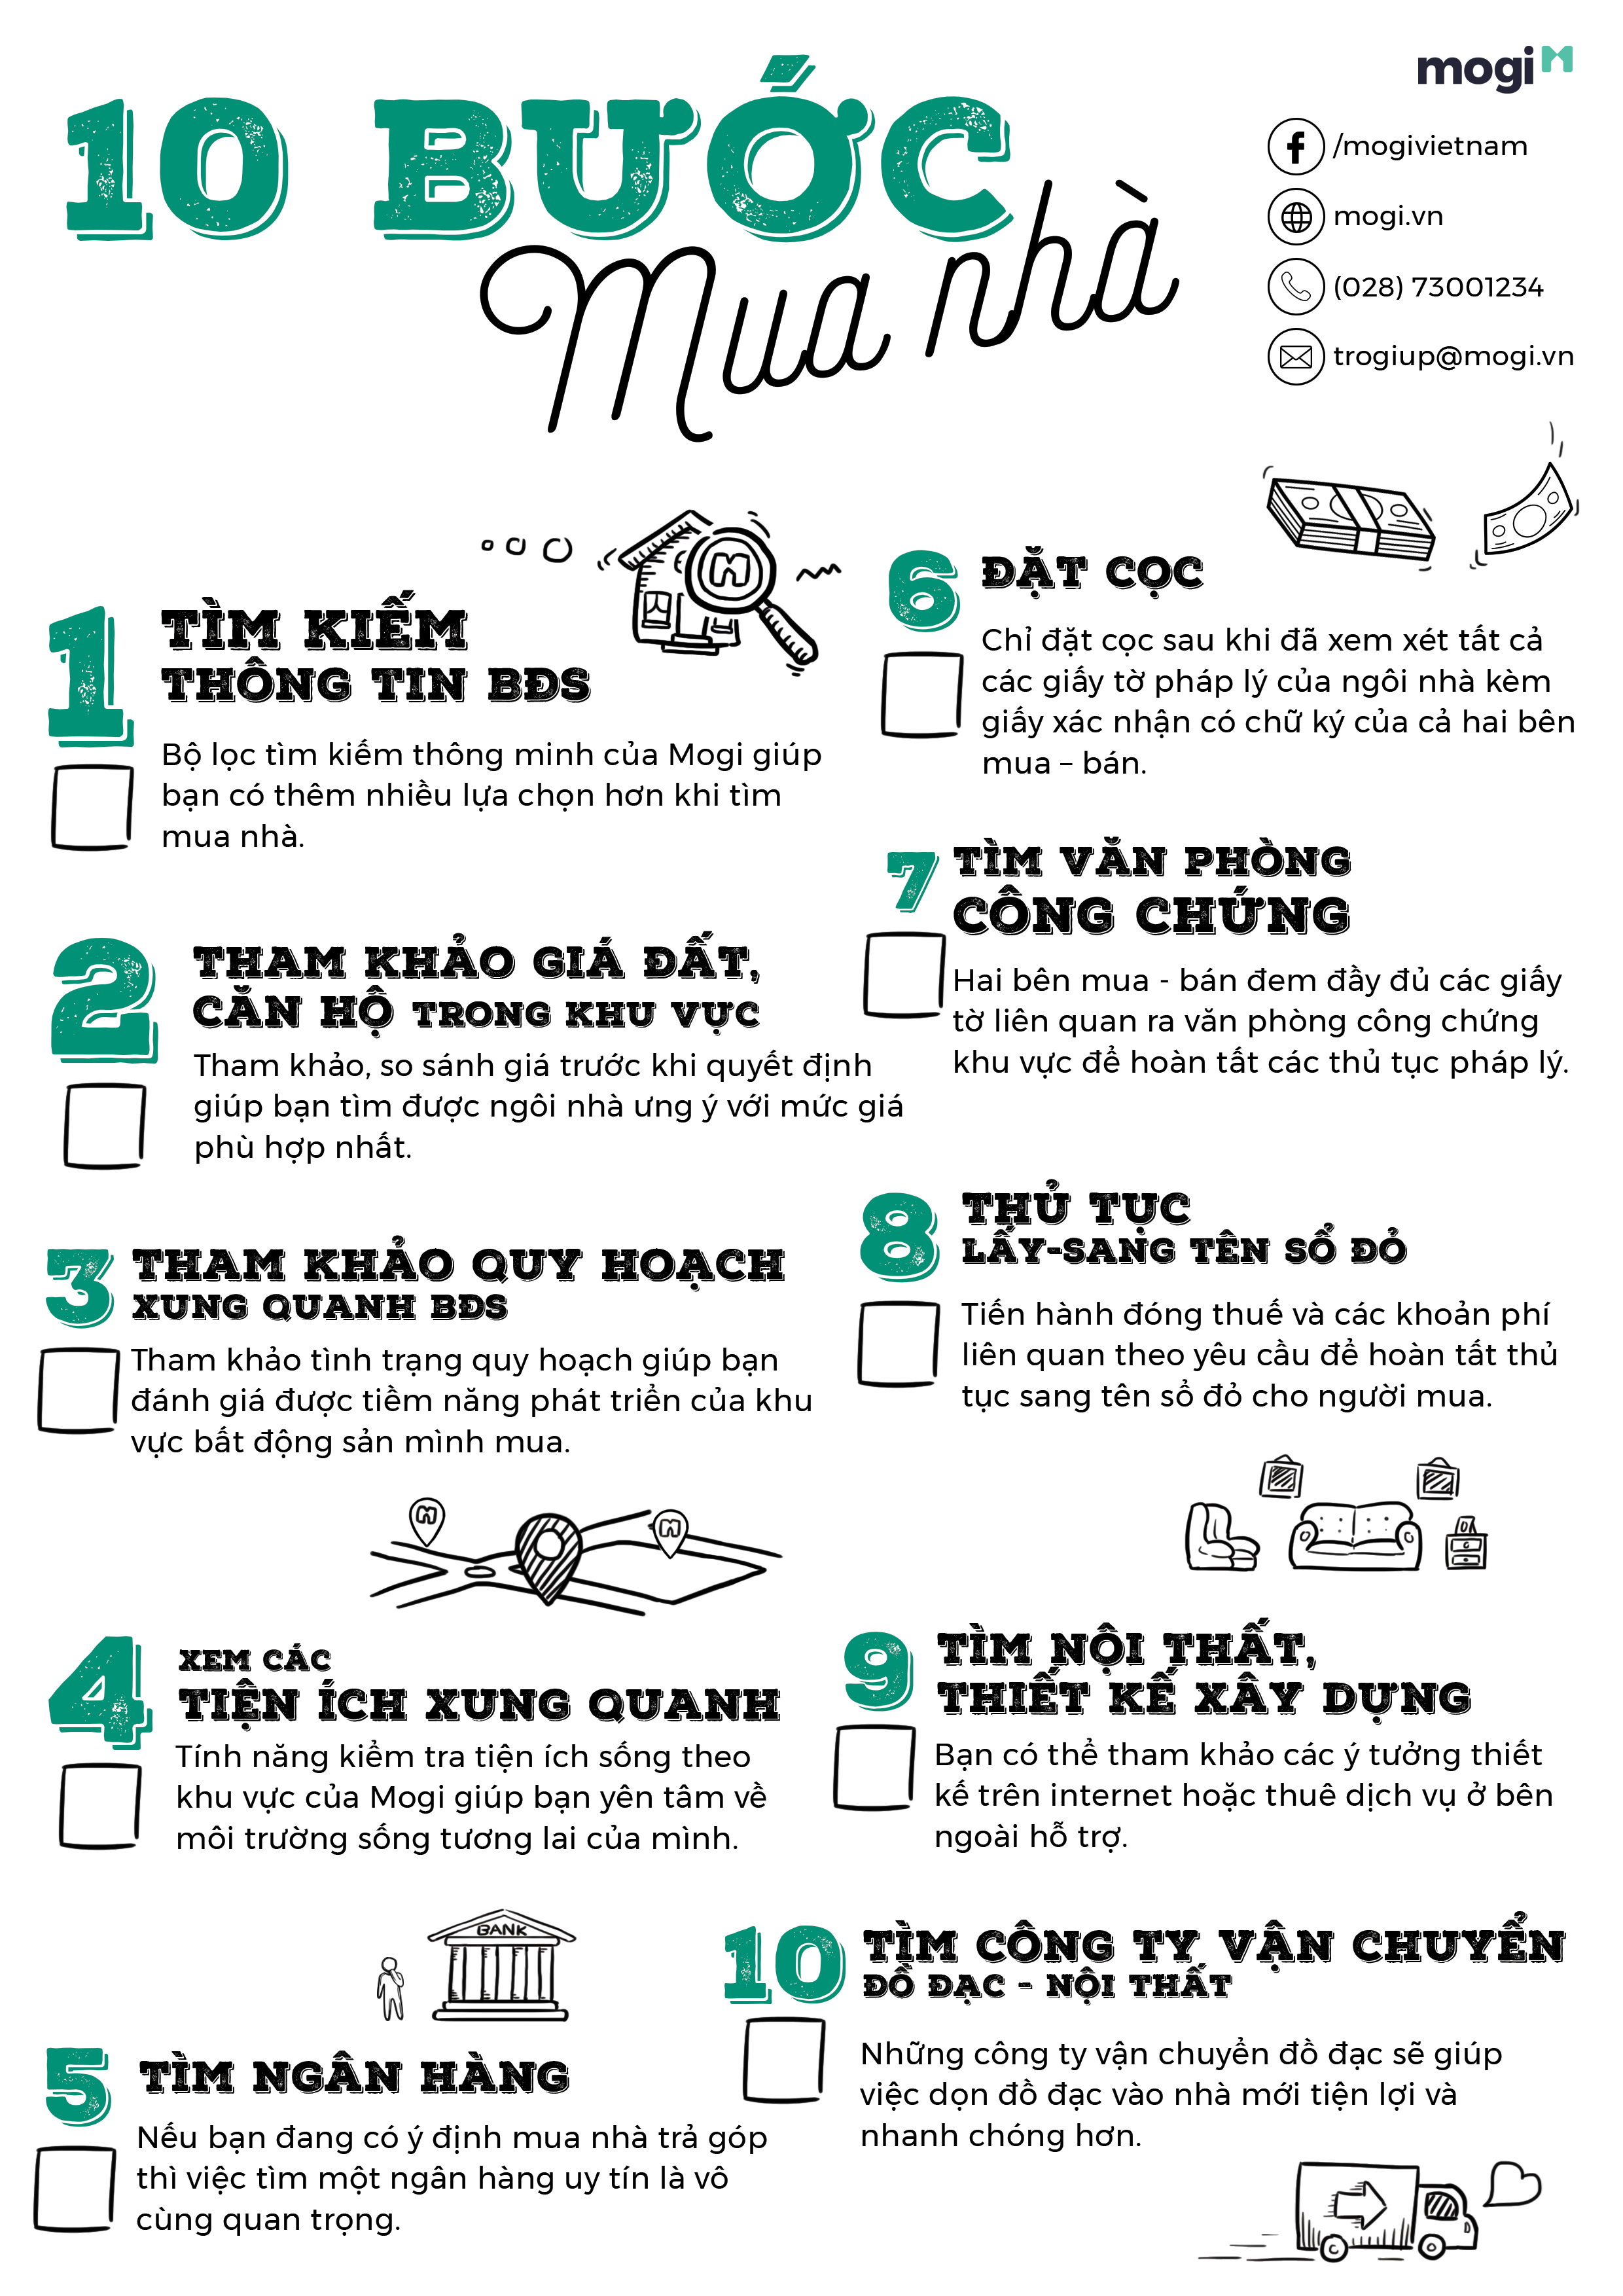 10 BƯỚC
Mua nhà
mogi
/mogivietnam
mogi.vn
(028) 73001234
trogiup@mogi.vn
1
TÌM KIẾM
THÔNG TIN BĐS
Bộ lọc tìm kiếm thông minh của Mogi giúp
bạn có thêm nhiều lựa chọn hơn khi tìm
mua nhà.
2
THAM KHẢO GIÁ ĐẤT,
CĂN HỘ TRONG KHU VỰC
Tham khảo, so sánh giá trước khi quyết định
giúp bạn tìm được ngôi nhà ưng ý với mức giá
phù hợp nhất.
3
THAM KHẢO QUY HOẠCH
XUNG QUANH BĐS
Tham khảo tình trạng quy hoạch giúp bạn
đánh giá được tiềm năng phát triển của khu
vực bất động sản mình mua.
4
XEM CÁC
TIỆN ÍCH XUNG QUANH
Tính năng kiểm tra tiện ích sống theo
khu vực của Mogi giúp bạn yên tâm về
môi trường sống tương lai của mình.
BANK
5
TÌM NGÂN HÀNG
Nếu bạn đang có ý định mua nhà trả góp
thì việc tìm một ngân hàng uy tín là vô
cùng quan trọng.
6
ĐẶT CỌC
Chỉ đặt cọc sau khi đã xem xét tất cả
các giấy tờ pháp lý của ngôi nhà kèm
giấy xác nhận có chữ ký của cả hai bên
mua – bán.
7
TÌM VĂN PHÒNG
CÔNG CHỨNG
Hai bên mua - bán đem đầy đủ các giấy
tờ liên quan ra văn phòng công chứng
khu vực để hoàn tất các thủ tục pháp lý.
8
THỦ TỤC
LẤY-SANG TÊN SỔ ĐỎ
Tiến hành đóng thuế và các khoản phí
liên quan theo yêu cầu để hoàn tất thủ
tục sang tên sổ đỏ cho người mua.
9
TÌM NỘI THẤT,
THIẾT KẾ XÂY DỰNG
Bạn có thể tham khảo các ý tưởng thiết
kế trên internet hoặc thuê dịch vụ ở bên
ngoài hỗ trợ.
10
TÌM CÔNG TY VẬN CHUYỂN
ĐỒ ĐẠC - NỘI THẤT
Những công ty vận chuyển đồ đạc sẽ giúp
việc dọn đồ đạc vào nhà mới tiện lợi và
nhanh chóng hơn.